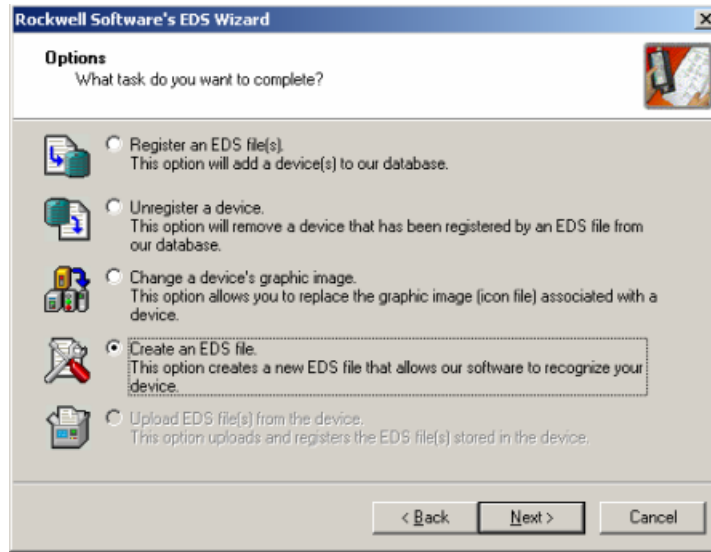 Rockwell Software's EDS Wizard
Options
What task do you want to complete?
Register an EDS file(s).
This option will add a device(s) to our database.
Unregister a device.
This option will remove a device that has been registered by an EDS file from
our database.
Change a device's graphic image.
This option allows you to replace the graphic image (icon file) associated with a
device.
Create an EDS file.
This option creates a new EDS file that allows our software to recognize your
device.
Upload EDS file(s) from the device.
This option uploads and registers the EDS file(s) stored in the device.
< Back
Next >
Cancel